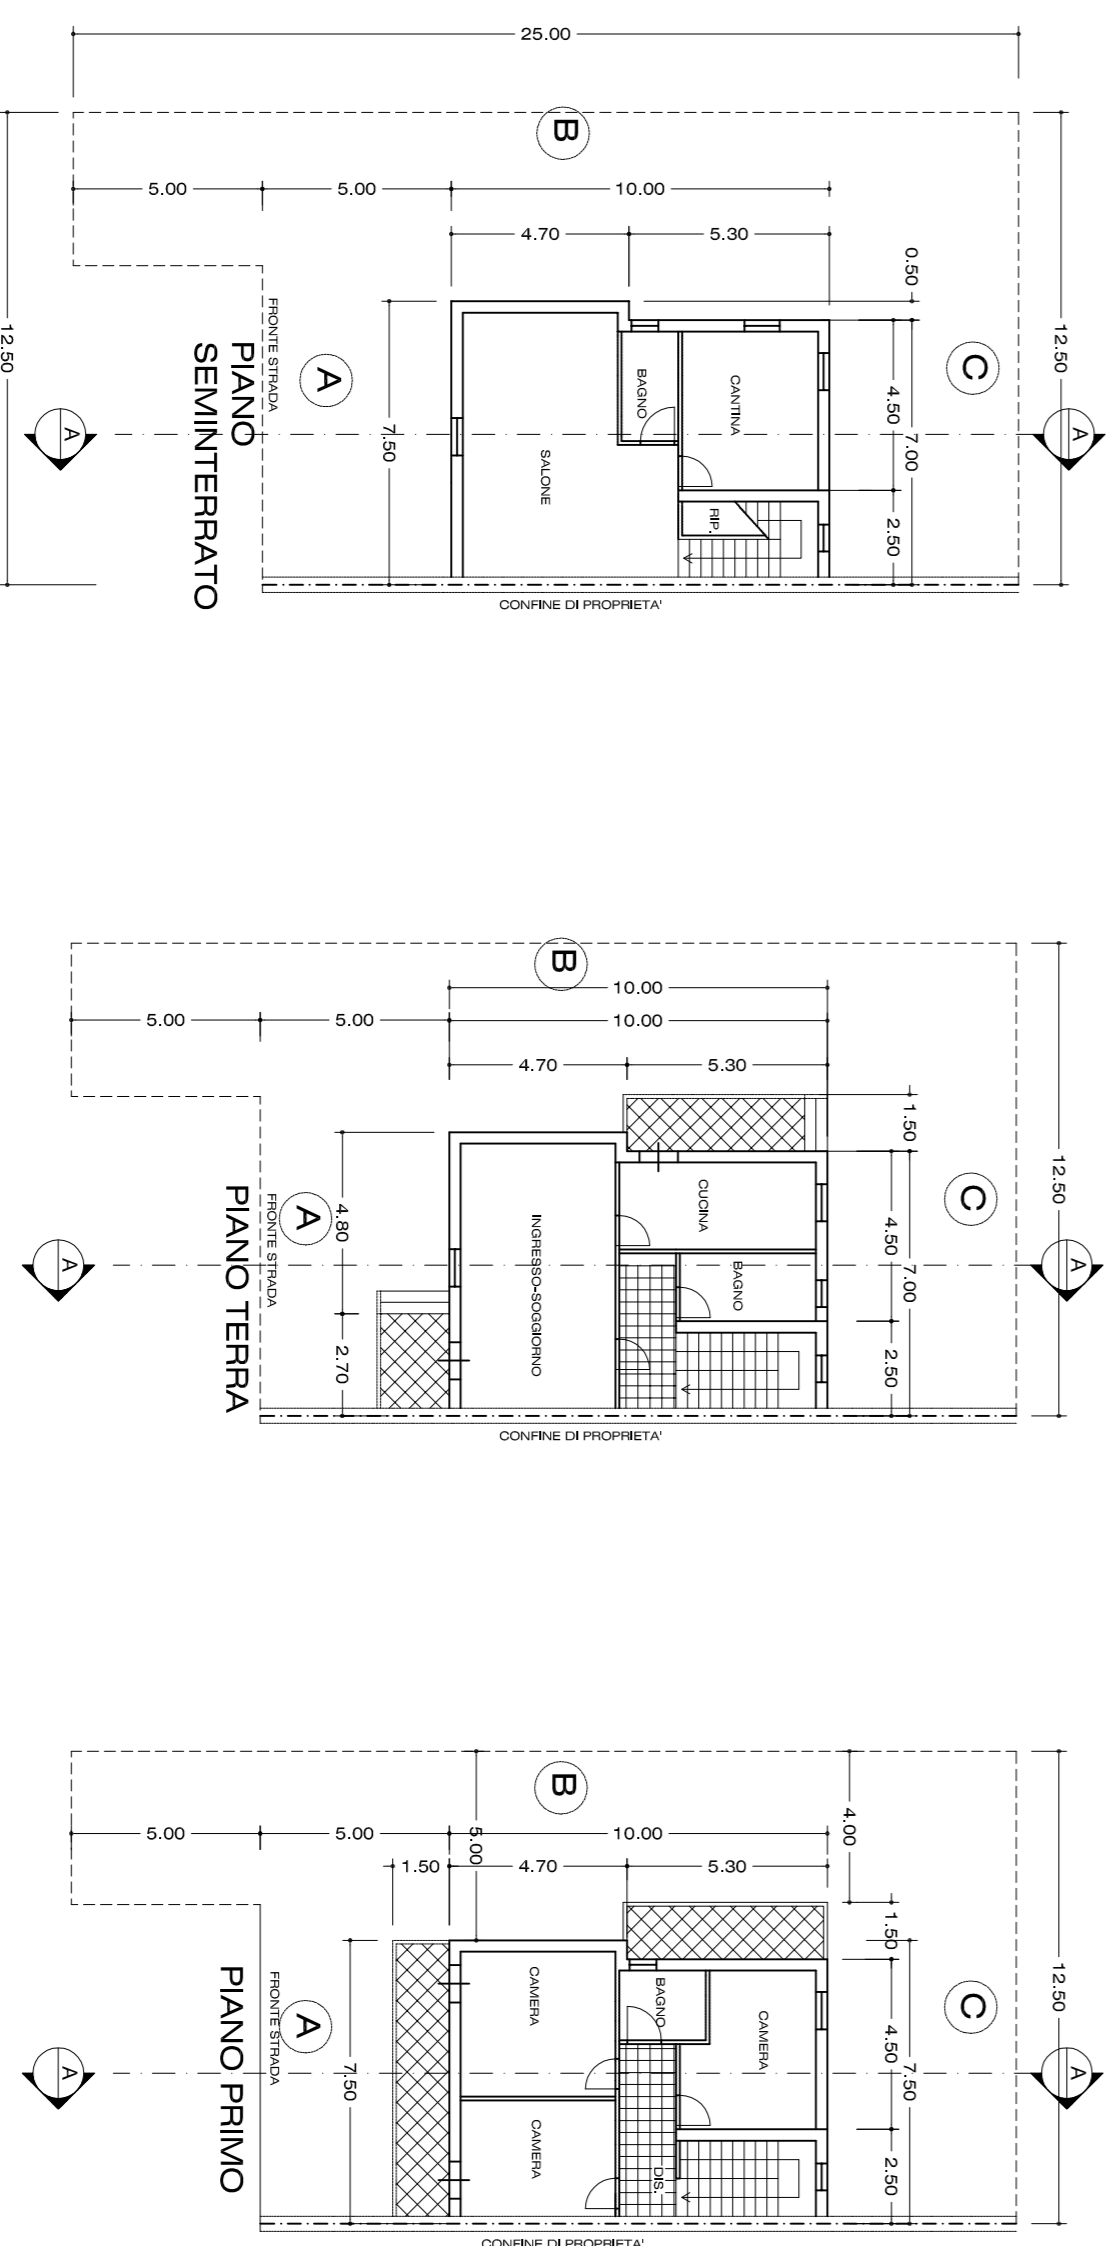 25.00
B
5.00
5.00
10.00
4.70
5.30
0.50
12.50
12.50
C
A
FRONTE STRADA
PIANO
SEMINTERRATO
7.50
4.50
7.00
2.50
BAGNO
CANTINA
SALONE
RIP.
A
A
CONFINE DI PROPRIETA'
B
10.00
5.00
5.00
10.00
4.70
5.30
1.50
12.50
C
A
FRONTE STRADA
PIANO TERRA
4.80
2.70
4.50
7.00
2.50
CUCINA
BAGNO
INGRESSO-SOGGIORNO
A
A
CONFINE DI PROPRIETA'
B
4.00
5.00
5.00
5.00
10.00
1.50
4.70
5.30
1.50
12.50
C
A
FRONTE STRADA
PIANO PRIMO
7.50
4.50
7.50
2.50
CAMERA
BAGNO
CAMERA
CAMERA
DIS.
A
A
CONFINE DI PROPRIETA'